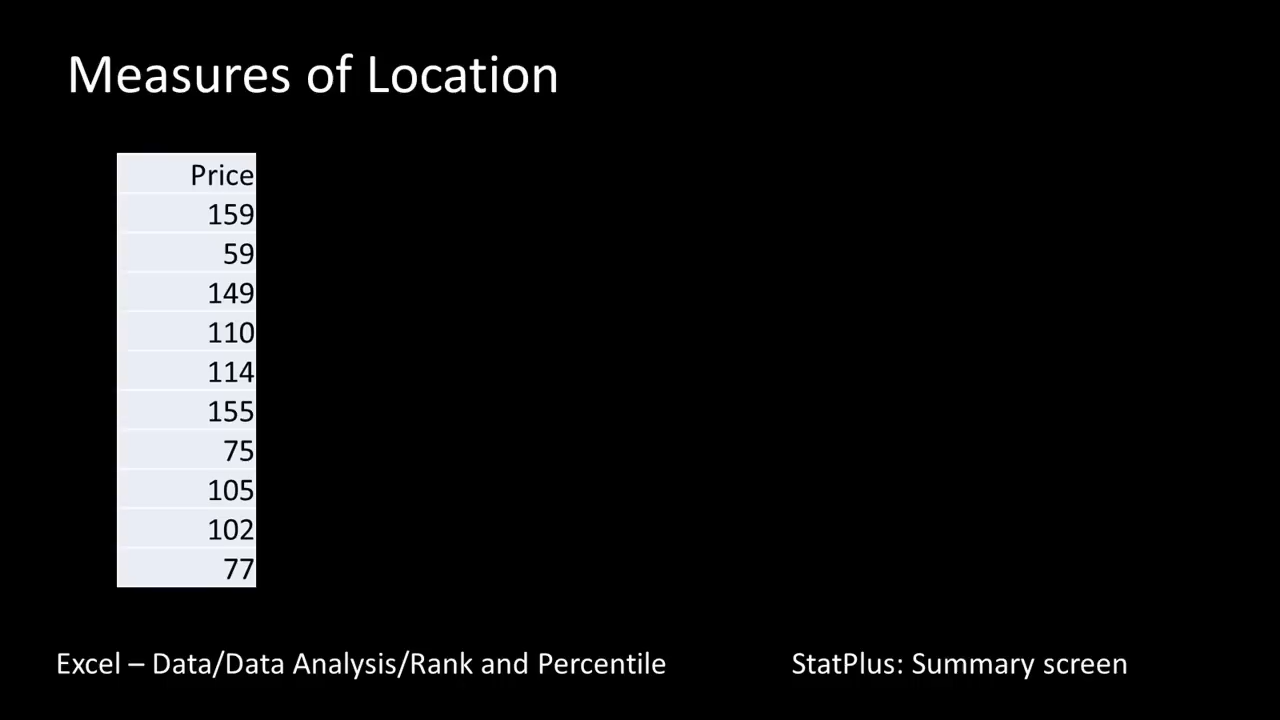 Measures of Location
Price
159
59
149
110
114
155
75
105
102
77
Excel – Data/Data Analysis/Rank and Percentile
StatPlus: Summary screen